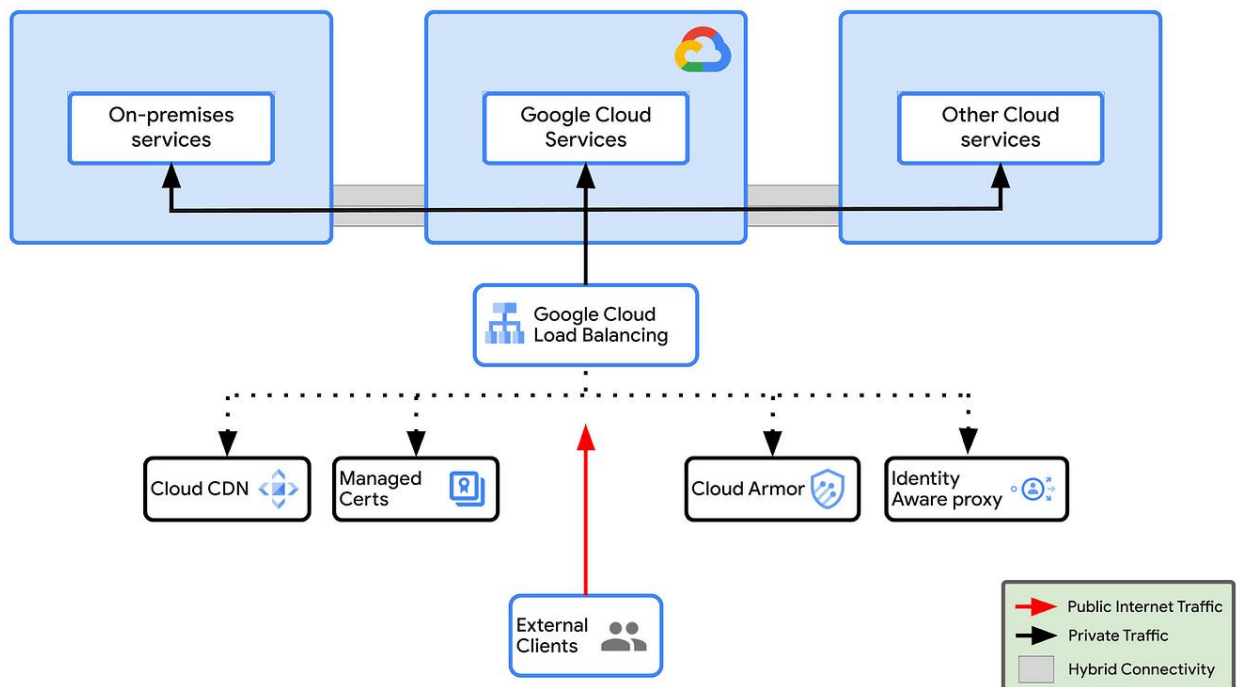 On-premises
services
Google Cloud
Services
Other Cloud
services
Google Cloud
Load Balancing
Cloud CDN
Managed
Certs
Cloud Armor
Identity
Aware proxy
External
Clients
Public Internet Traffic
Private Traffic
Hybrid Connectivity